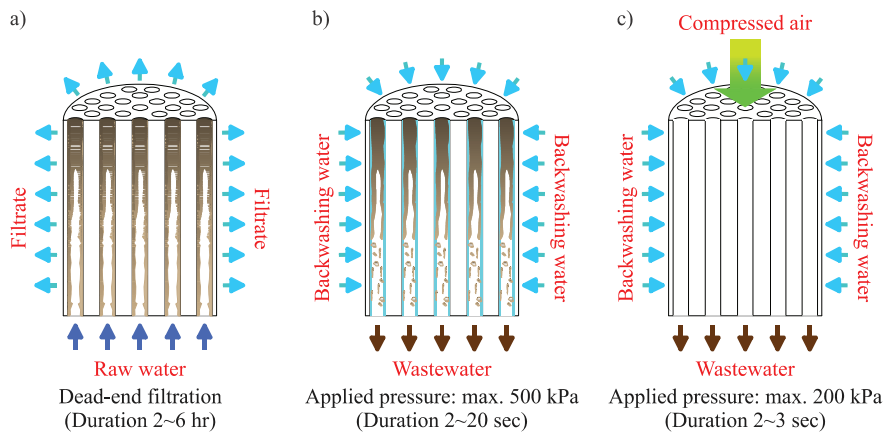 a)
Filtrate
Filtrate
Raw water
Dead-end filtration
(Duration 2~6 hr)
b)
Backwashing water
Backwashing water
Wastewater
Applied pressure: max. 500 kPa
(Duration 2~20 sec)
c)
Compressed air
Backwashing water
Backwashing water
Wastewater
Applied pressure: max. 200 kPa
(Duration 2~3 sec)